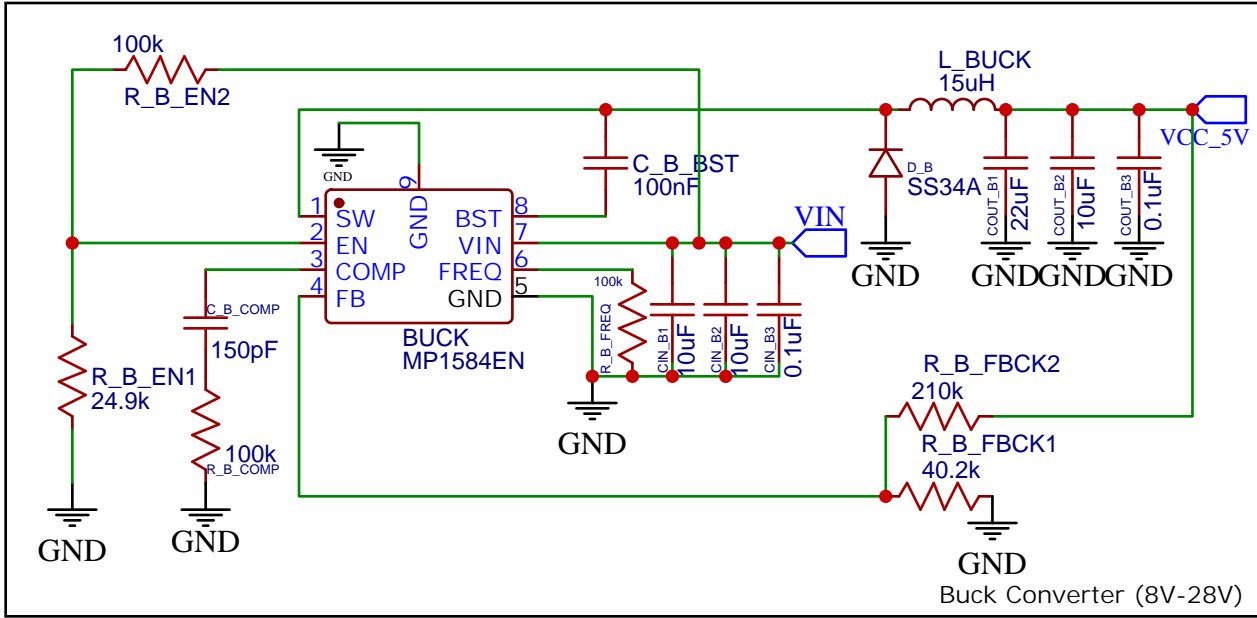 100k
R_B_EN2
L_BUCK
15uH
VCC_5V
GND
9
GND
C_B_BST
100nF
D_B
SS34A
COUT_B1
22uF
COUT_B2
10uF
COUT_B3
0.1uF
GND
GND
GND
GND
1
SW
BST
8
2
EN
VIN
7
VIN
3
COMP
FREQ
6
4
FB
GND
5
BUCK
MP1584EN
C_B_COMP
150pF
100k
R_B_FREQ
CIN_B1
10uF
CIN_B2
10uF
CIN_B3
0.1uF
R_B_EN1
24.9k
100k
R_B_COMP
GND
R_B_FBCK2
210k
R_B_FBCK1
40.2k
GND
GND
GND
Buck Converter (8V-28V)